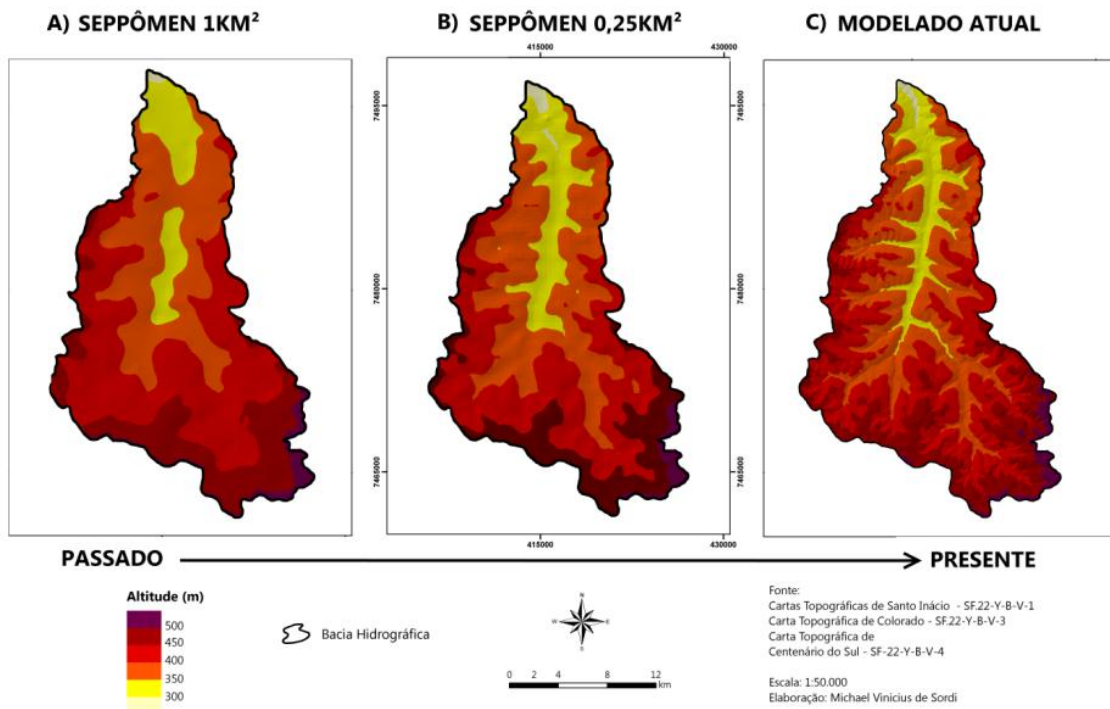 A) SEPPÔMEN 1KM²
B) SEPPÔMEN 0,25KM²
C) MODELADO ATUAL
415000
430000
7495000
7495000
7480000
7480000
7465000
7465000
415000
430000
PASSADO
PRESENTE
Altitude (m)
500
450
400
350
300
Bacia Hidrográfica
N
W
E
S
0 2 4 8 12
km
Fonte:
Cartas Topográficas de Santo Inácio - SF.22-Y-B-V-1
Carta Topográfica de Colorado - SF.22-Y-B-V-3
Carta Topográfica de
Centenário do Sul - SF-22-Y-B-V-4
Escala: 1:50.000
Elaboração: Michael Vinicius de Sordi